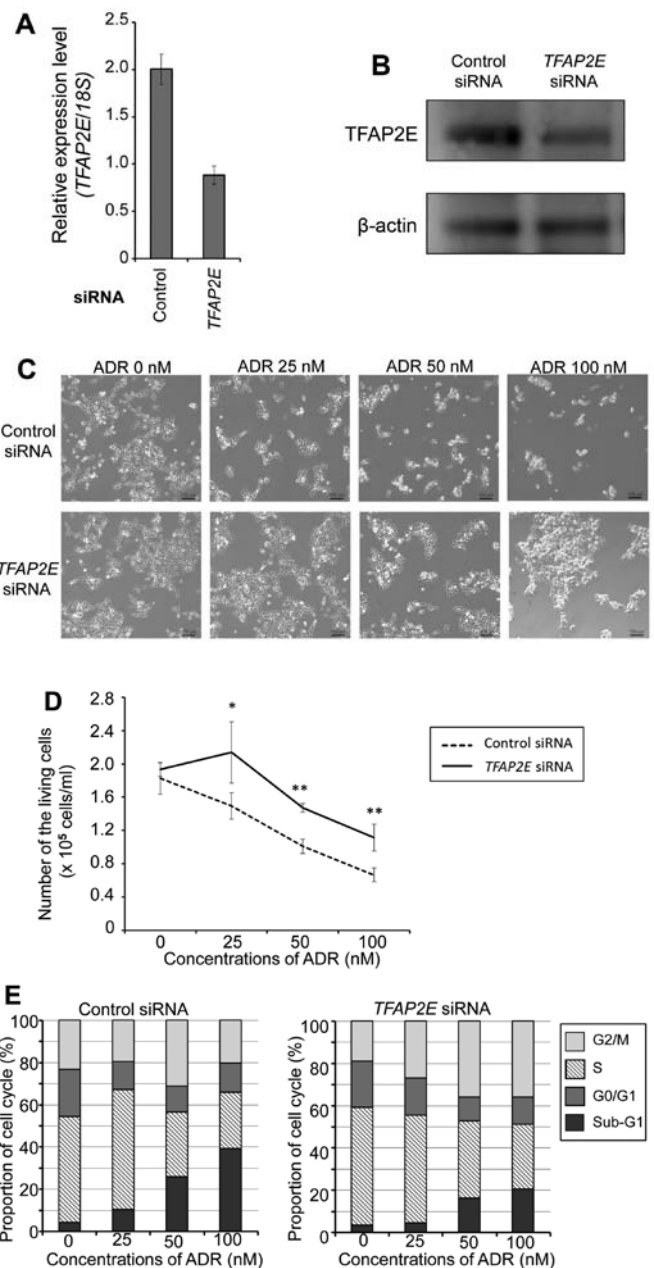 A
2.5
2.0
1.5
1.0
0.5
0
Relative expression level
(TFAP2E/18S)
siRNA
Control
TFAP2E
B
Control
siRNA
TFAP2E
siRNA
TFAP2E
β-actin
C
ADR 0 nM ADR 25 nM ADR 50 nM ADR 100 nM
Control
siRNA
TFAP2E
siRNA
D
2.8
2.4
2.0
1.6
1.2
0.8
0.4
0
Number of the living cells
(x 10⁵ cells/ml)
* ** **
0 25 50 100
Concentrations of ADR (nM)
Control siRNA
TFAP2E siRNA
E
Control siRNA
100
80
60
40
20
0
Proportion of cell cycle (%)
0 25 50 100
Concentrations of ADR (nM)
TFAP2E siRNA
100
80
60
40
20
0
Proportion of cell cycle (%)
0 25 50 100
Concentrations of ADR (nM)
G2/M
S
G0/G1
Sub-G1